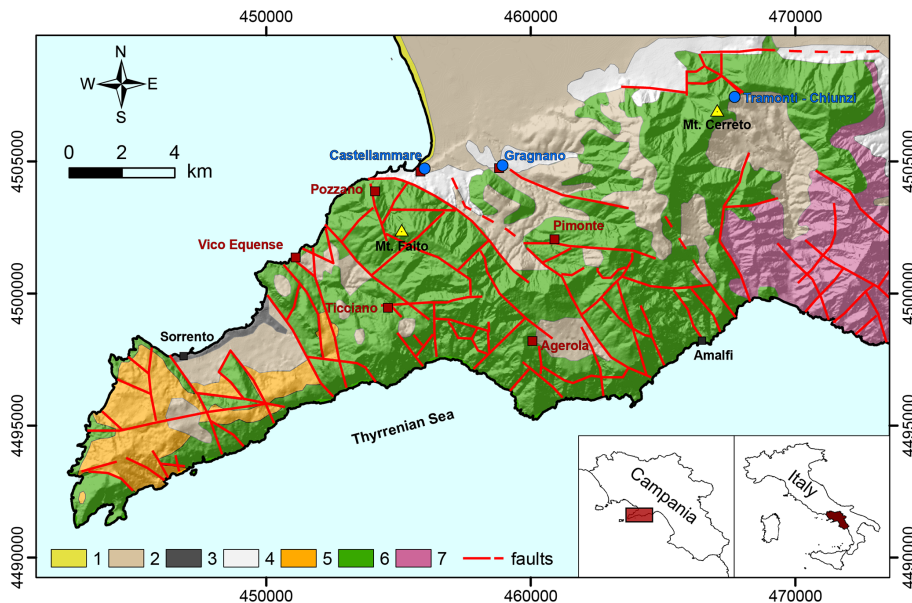 450000 460000 470000
N
W E
S
0 2 4 km
4505000 4505000
4500000 4500000
4495000 4495000
4490000 4490000
Tramonti - Chiunzi
Mt. Cerreto
Castellammare
Gragnano
Pozzano
Pimonte
Vico Equense
Mt. Faito
Ticciano
Sorrento
Agerola
Amalfi
Thyrrenian Sea
Campania
Italy
1 2 3 4 5 6 7 faults
450000 460000 470000